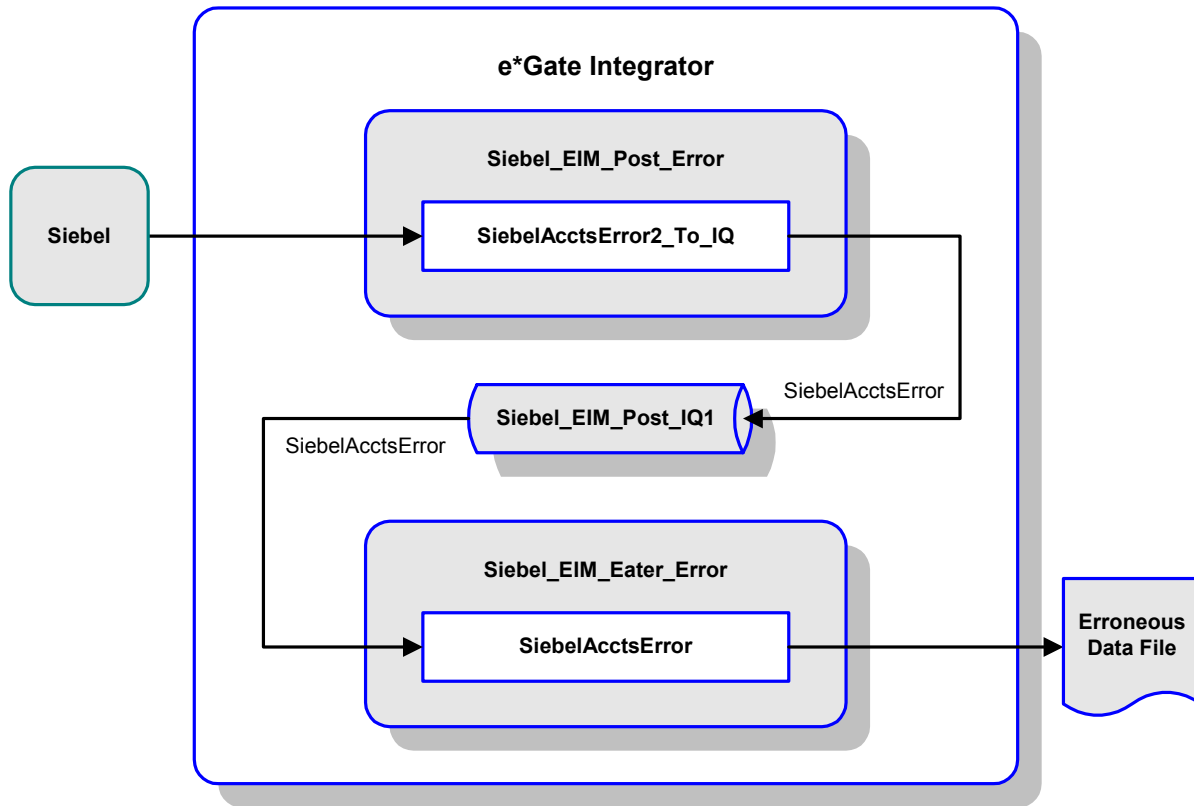 e*Gate Integrator
Siebel_EIM_Post_Error
Siebel
SiebelAcctsError2_To_IQ
SiebelAcctsError
Siebel_EIM_Post_IQ1
SiebelAcctsError
Siebel_EIM_Eater_Error
SiebelAcctsError
Erroneous
Data File